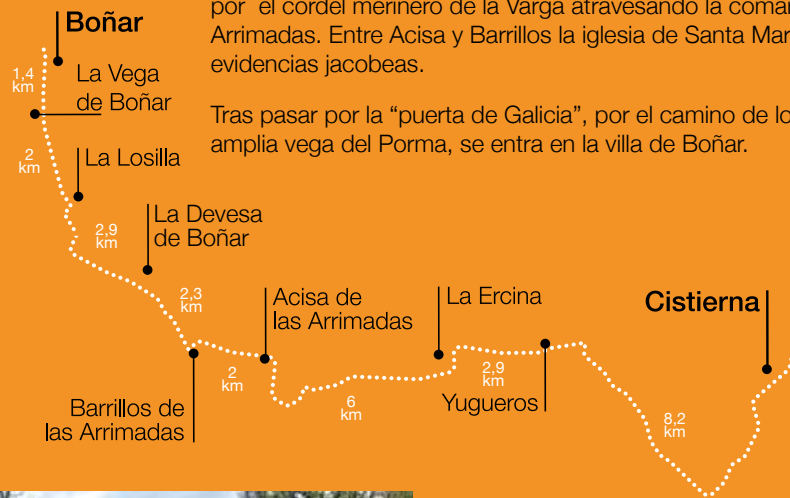 por el cordel merinero de la Varga atravesando la
Arrimadas. Entre Acisa y Barrillos la iglesia de Santa
evidencias jacobeas.
Tras pasar por la “puerta de Galicia”, por el camino de
amplia vega del Porma, se entra en la villa de Boñar.
Boñar
1,4
km
La Vega
de Boñar
2
km
La Losilla
2,9
km
La Devesa
de Boñar
2,3
km
Barrillos de
las Arrimadas
2
km
Acisa de
las Arrimadas
6
km
La Ercina
2,9
km
Yugueros
8,2
km
Cistierna